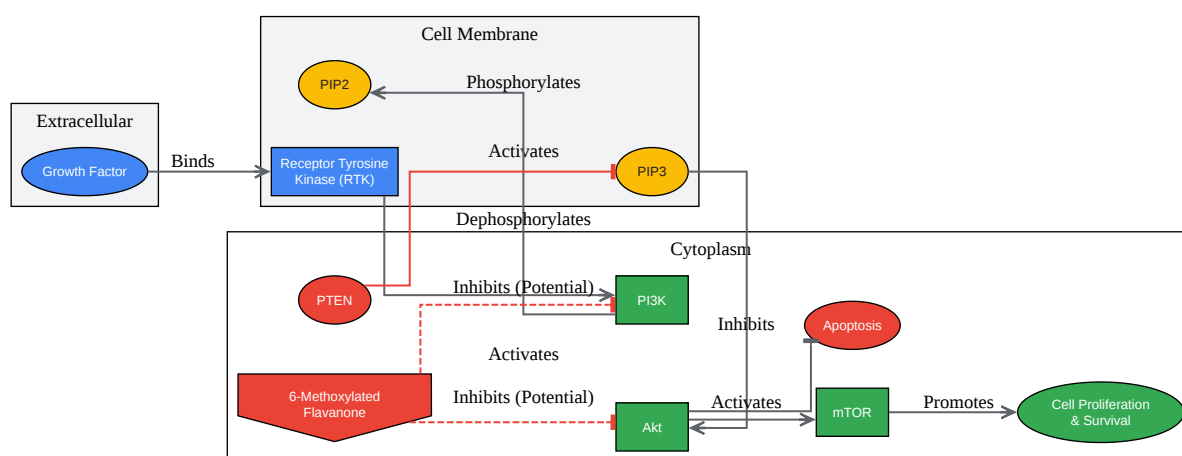 Cell Membrane
PIP2
Phosphorylates
Extracellular
Growth Factor
Binds
Receptor Tyrosine
Kinase (RTK)
Activates
PIP3
Dephosphorylates
Cytoplasm
PTEN
Inhibits (Potential)
PI3K
Inhibits
Apoptosis
Activates
6-Methoxylated
Flavanone
Inhibits (Potential)
Akt
Activates
mTOR
Promotes
Cell Proliferation
& Survival